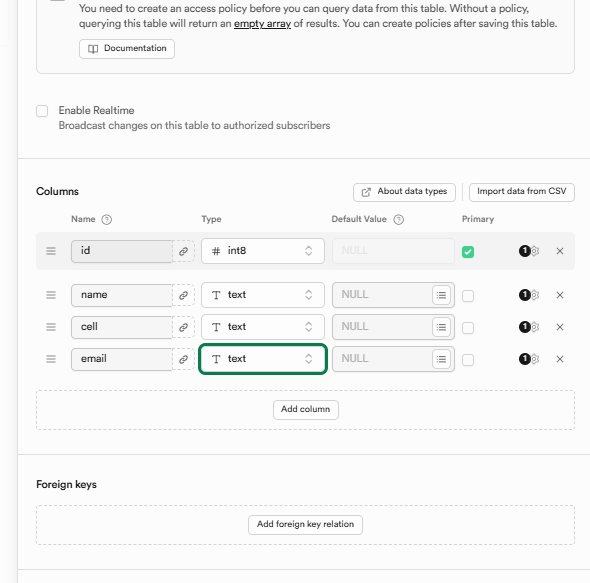 You need to create an access policy before you can query data from this table. Without a policy,
querying this table will return an empty array of results. You can create policies after saving this table.
Documentation
Enable Realtime
Broadcast changes on this table to authorized subscribers
Columns
About data types
Import data from CSV
Name
Type
Default Value
Primary
id
# int8
NULL
1
name
T text
NULL
1
cell
T text
NULL
1
email
T text
NULL
1
Add column
Foreign keys
Add foreign key relation